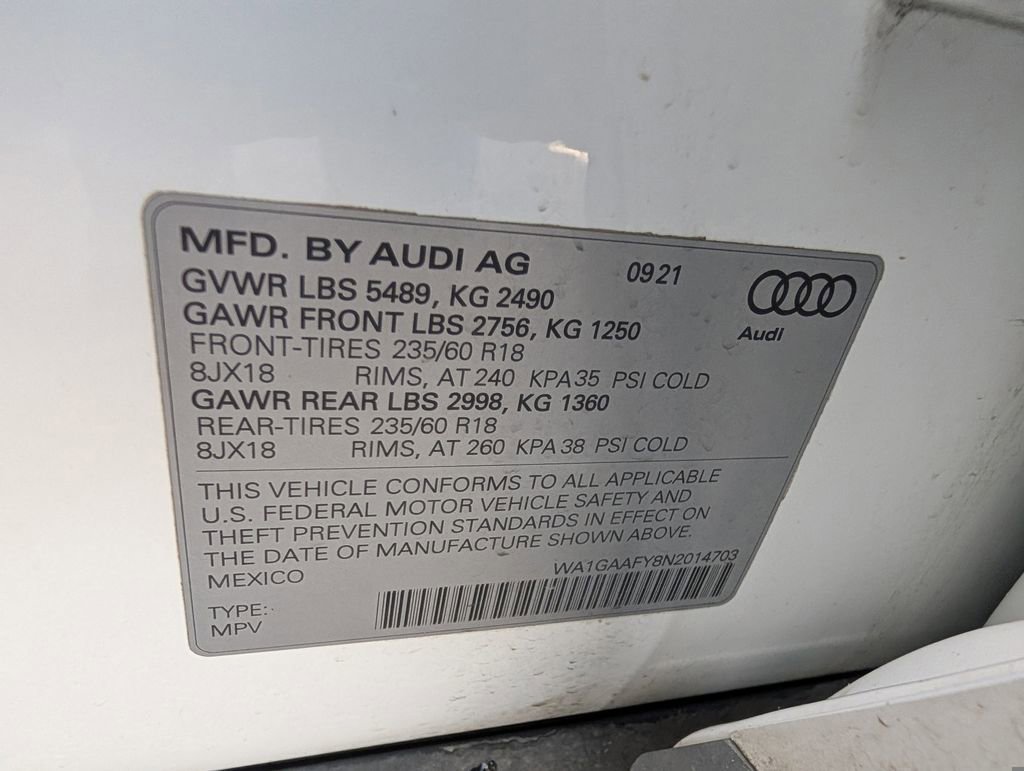 MFD. BY AUDI AG 09 21
GVWR LBS 5489, KG 2490
GAWR FRONT LBS 2756, KG 1250
Audi
FRONT-TIRES 235/60 R18
8JX18 RIMS, AT 240 KPA 35 PSI COLD
GAWR REAR LBS 2998, KG 1360
REAR-TIRES 235/60 R18
8JX18 RIMS, AT 260 KPA 38 PSI COLD
THIS VEHICLE CONFORMS TO ALL APPLICABLE
U.S. FEDERAL MOTOR VEHICLE SAFETY AND
THEFT PREVENTION STANDARDS IN EFFECT ON
THE DATE OF MANUFACTURE SHOWN ABOVE.
MEXICO WA1GAAFY8N2014703
TYPE:
MPV